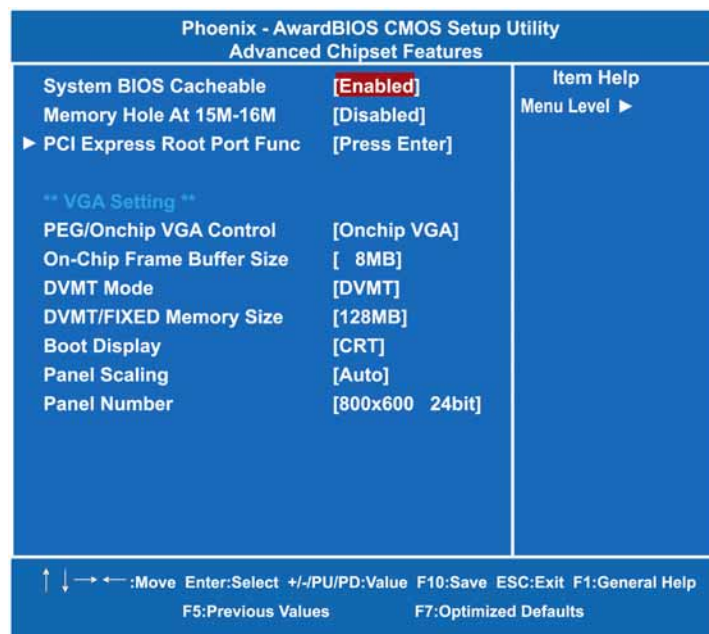 Phoenix - AwardBIOS CMOS Setup Utility
Advanced Chipset Features
System BIOS Cacheable [Enabled]
Memory Hole At 15M-16M [Disabled]
► PCI Express Root Port Func [Press Enter]
** VGA Setting **
PEG/Onchip VGA Control [Onchip VGA]
On-Chip Frame Buffer Size [ 8MB]
DVMT Mode [DVMT]
DVMT/FIXED Memory Size [128MB]
Boot Display [CRT]
Panel Scaling [Auto]
Panel Number [800x600 24bit]
Item Help
Menu Level ►
↑ ↓ → ← :Move Enter:Select +/-/PU/PD:Value F10:Save ESC:Exit F1:General Help
F5:Previous Values F7:Optimized Defaults